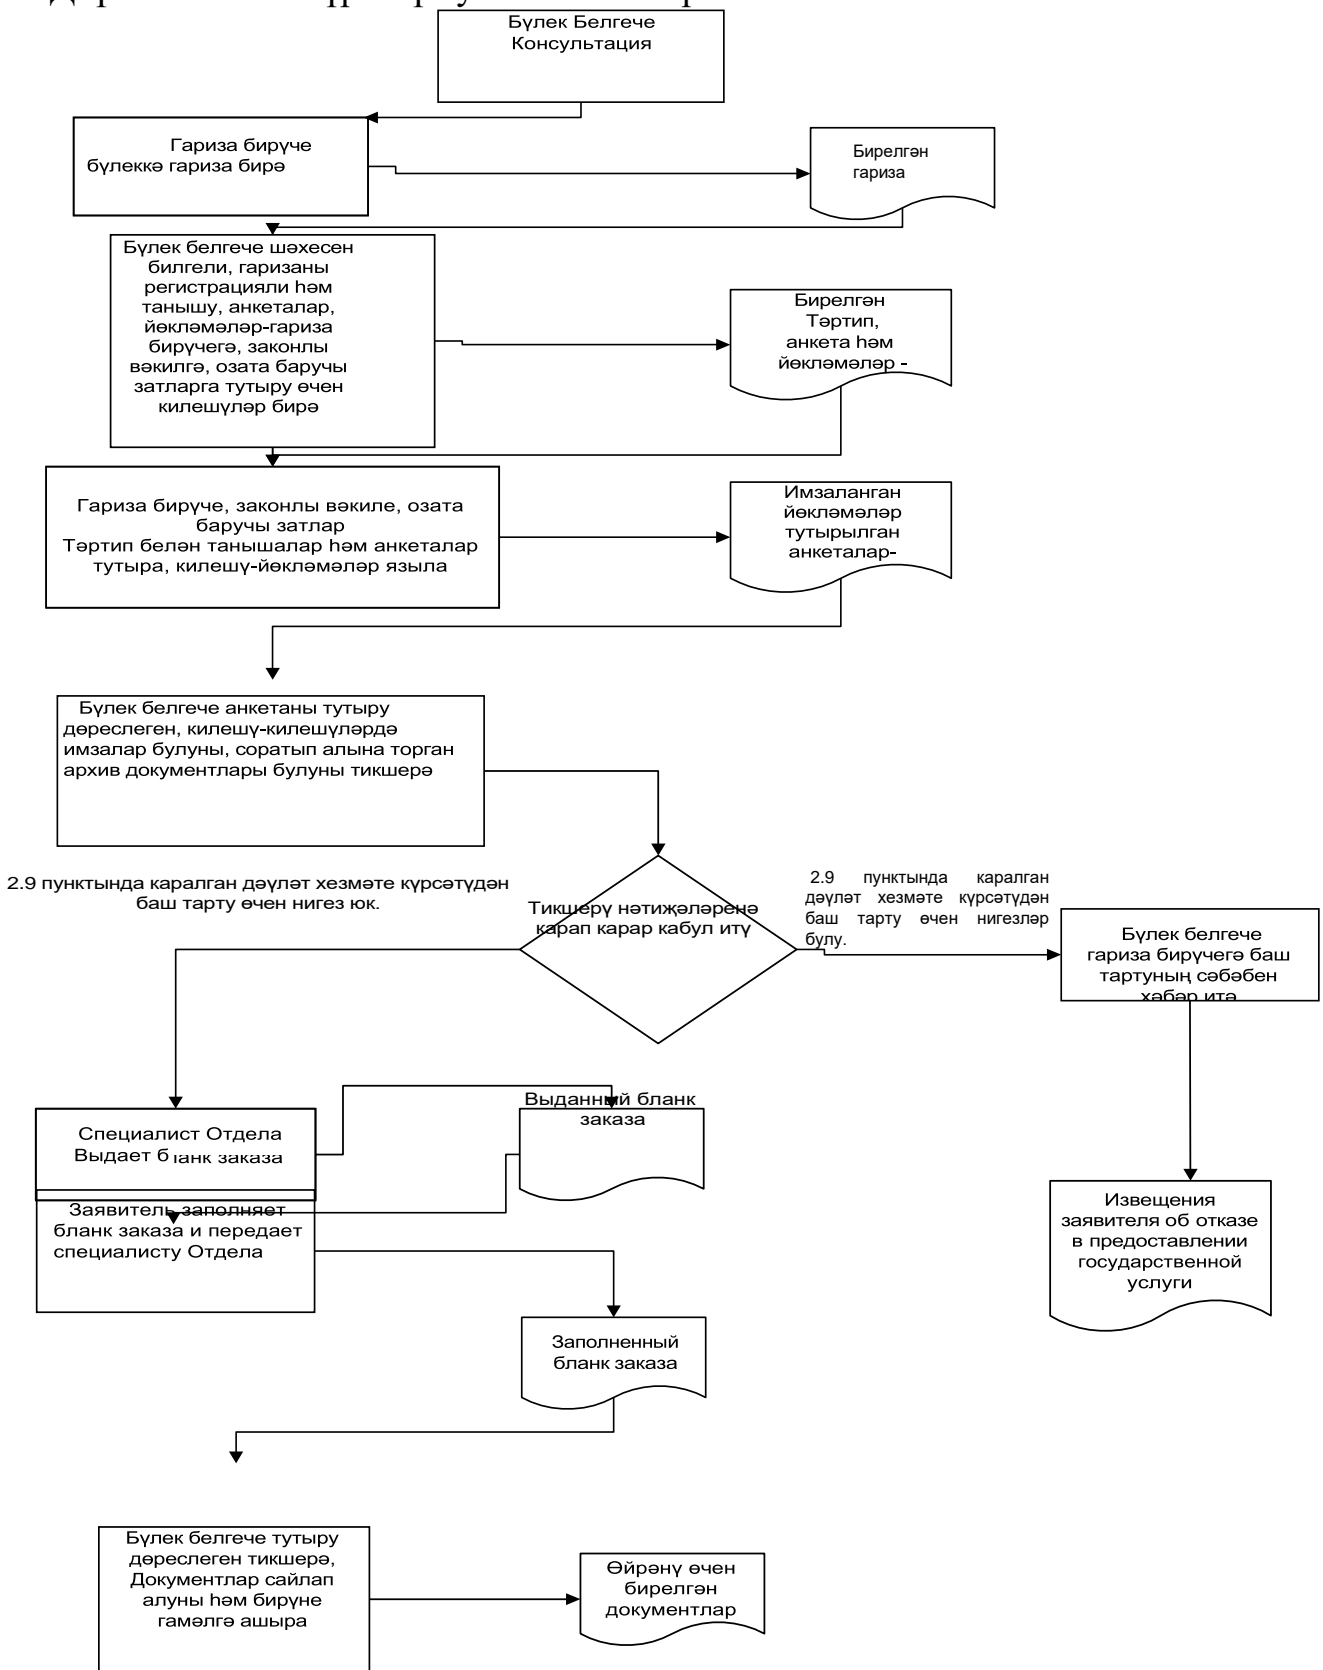 Бүлек Белгече
Консультация
Гариза бирүче
бүлеккә гариза бирә
Бирелгән
гариза
Бүлек белгече шәхесен
билгели, гаризаны
регистрацияли һәм
танышу, анкеталар,
йөкләмәләр-гариза
бирүчегә, законлы
вәкилгә, озата баручы
затларга тутыру өчен
килешүләр бирә
Бирелгән
Тәртип,
анкета һәм
йөкләмәләр -
Гариза бирүче, законлы вәкиле, озата
баручы затлар
Тәртип белән танышалар һәм анкеталар
тутыра, килешү-йөкләмәләр языла
Имзаланган
йөкләмәләр
тутырылган
анкеталар-
Бүлек белгече анкетаны тутыру
дөреслеген, килешү-килешүләрдә
имзалар булуны, соратып алына торган
архив документлары булуны тикшерә
2.9 пунктында каралган дәүләт хезмәте күрсәтүдән
баш тарту өчен нигез юк.
Тикшерү нәтиҗәләренә
карап карар кабул итү
2.9 пунктында каралган
дәүләт хезмәте күрсәтүдән
баш тарту өчен нигезләр
булу.
Бүлек белгече
гариза бирүчегә баш
тартуның сәбәбен
хәбәр итә
Специалист Отдела
Выдает бланк заказа
Выданный бланк
заказа
Заявитель заполняет
бланк заказа и передает
специалисту Отдела
Извещения
заявителя об отказе
в предоставлении
государственной
услуги
Заполненный
бланк заказа
Бүлек белгече тутыру
дөреслеген тикшерә,
Документлар сайлап
алуны һәм бирүне
гамәлгә ашыра
Өйрәнү өчен
бирелгән
документлар